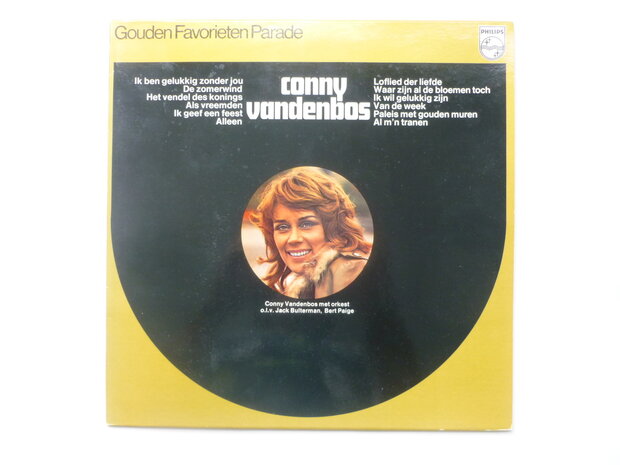 Gouden Favorieten Parade
PHILIPS
conny
vandenbos
Ik ben gelukkig zonder jou
De zomerwind
Het vendel des konings
Als vreemden
Ik geef een feest
Alleen
Loflied der liefde
Waar zijn al de bloemen toch
Ik wil gelukkig zijn
Van de week
Paleis met gouden muren
Al m'n tranen
Conny Vandenbos met orkest
o.l.v. Jack Bulterman, Bert Paige